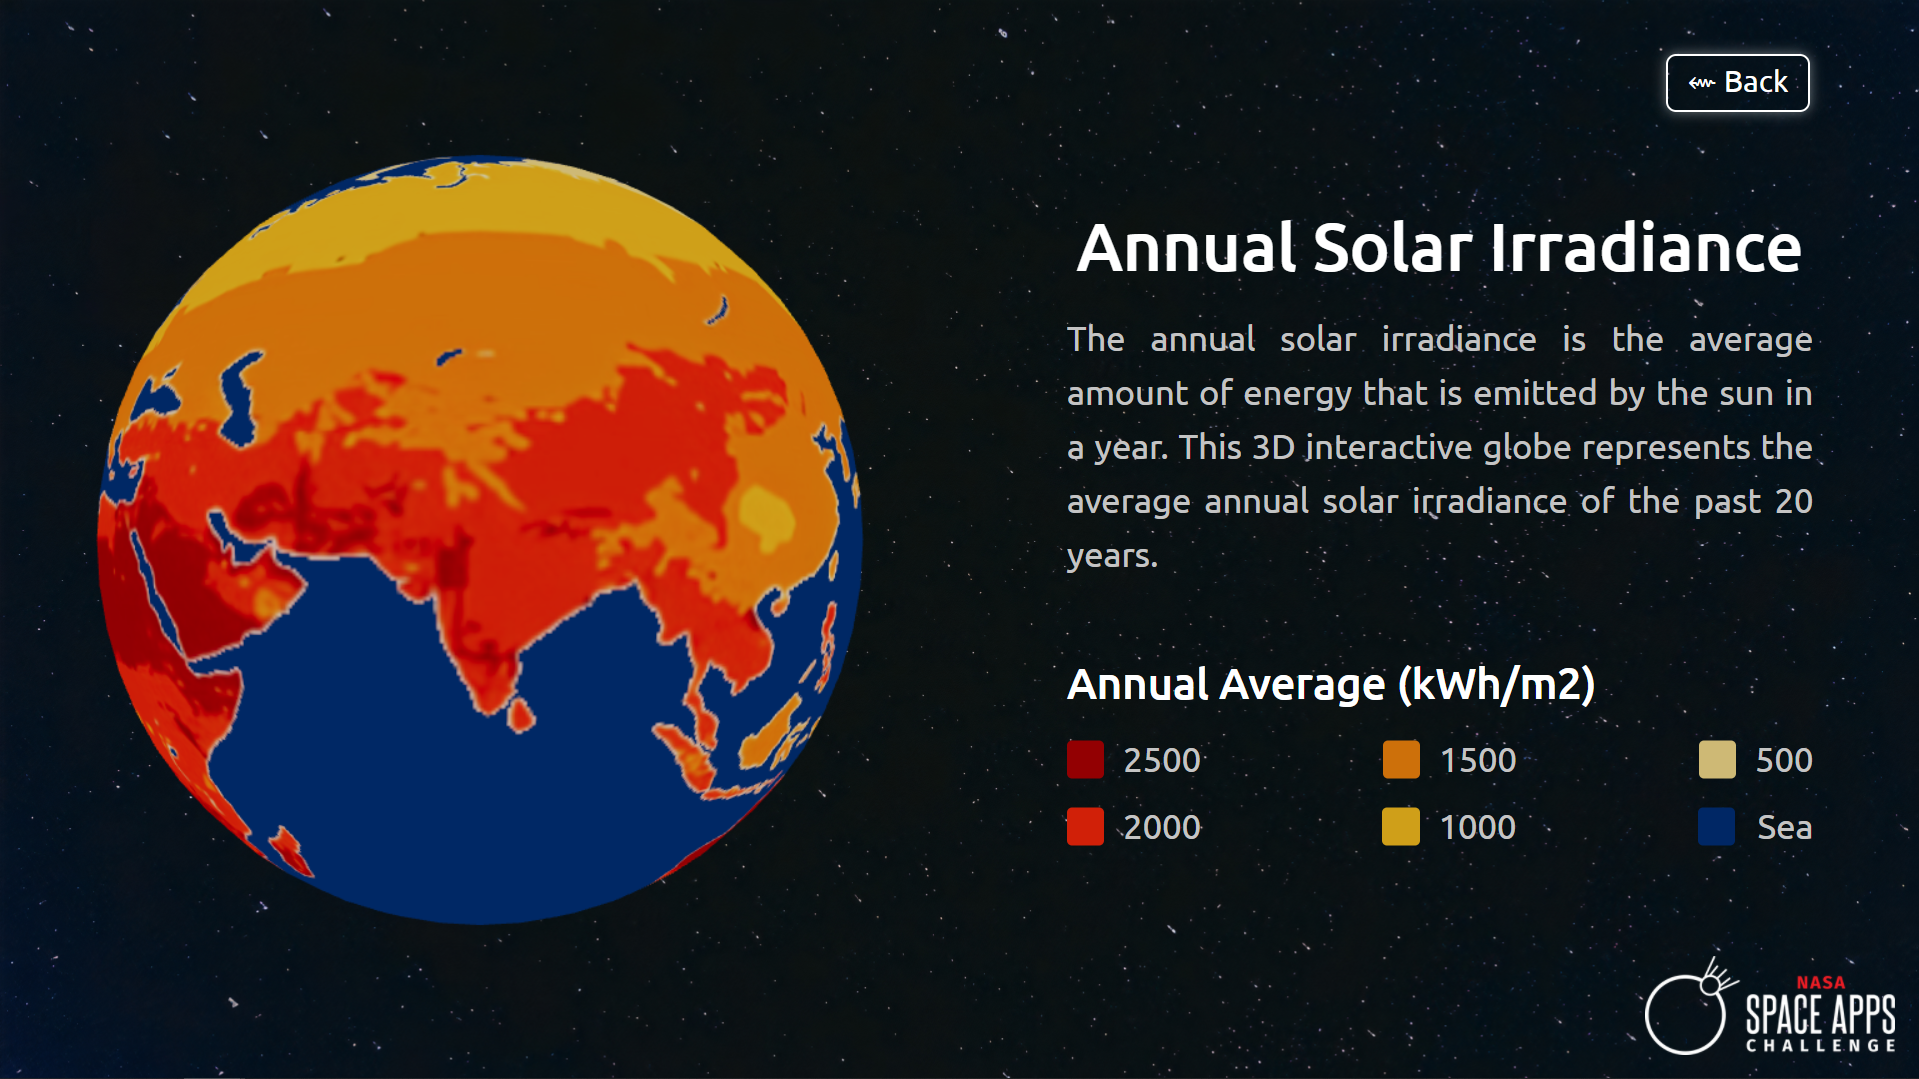 ⬳ Back
Annual Solar Irradiance
The annual solar irradiance is the average
amount of energy that is emitted by the sun in
a year. This 3D interactive globe represents the
average annual solar irradiance of the past 20
years.
Annual Average (kWh/m2)
2500 1500 500
2000 1000 Sea
NASA
SPACE APPS
CHALLENGE